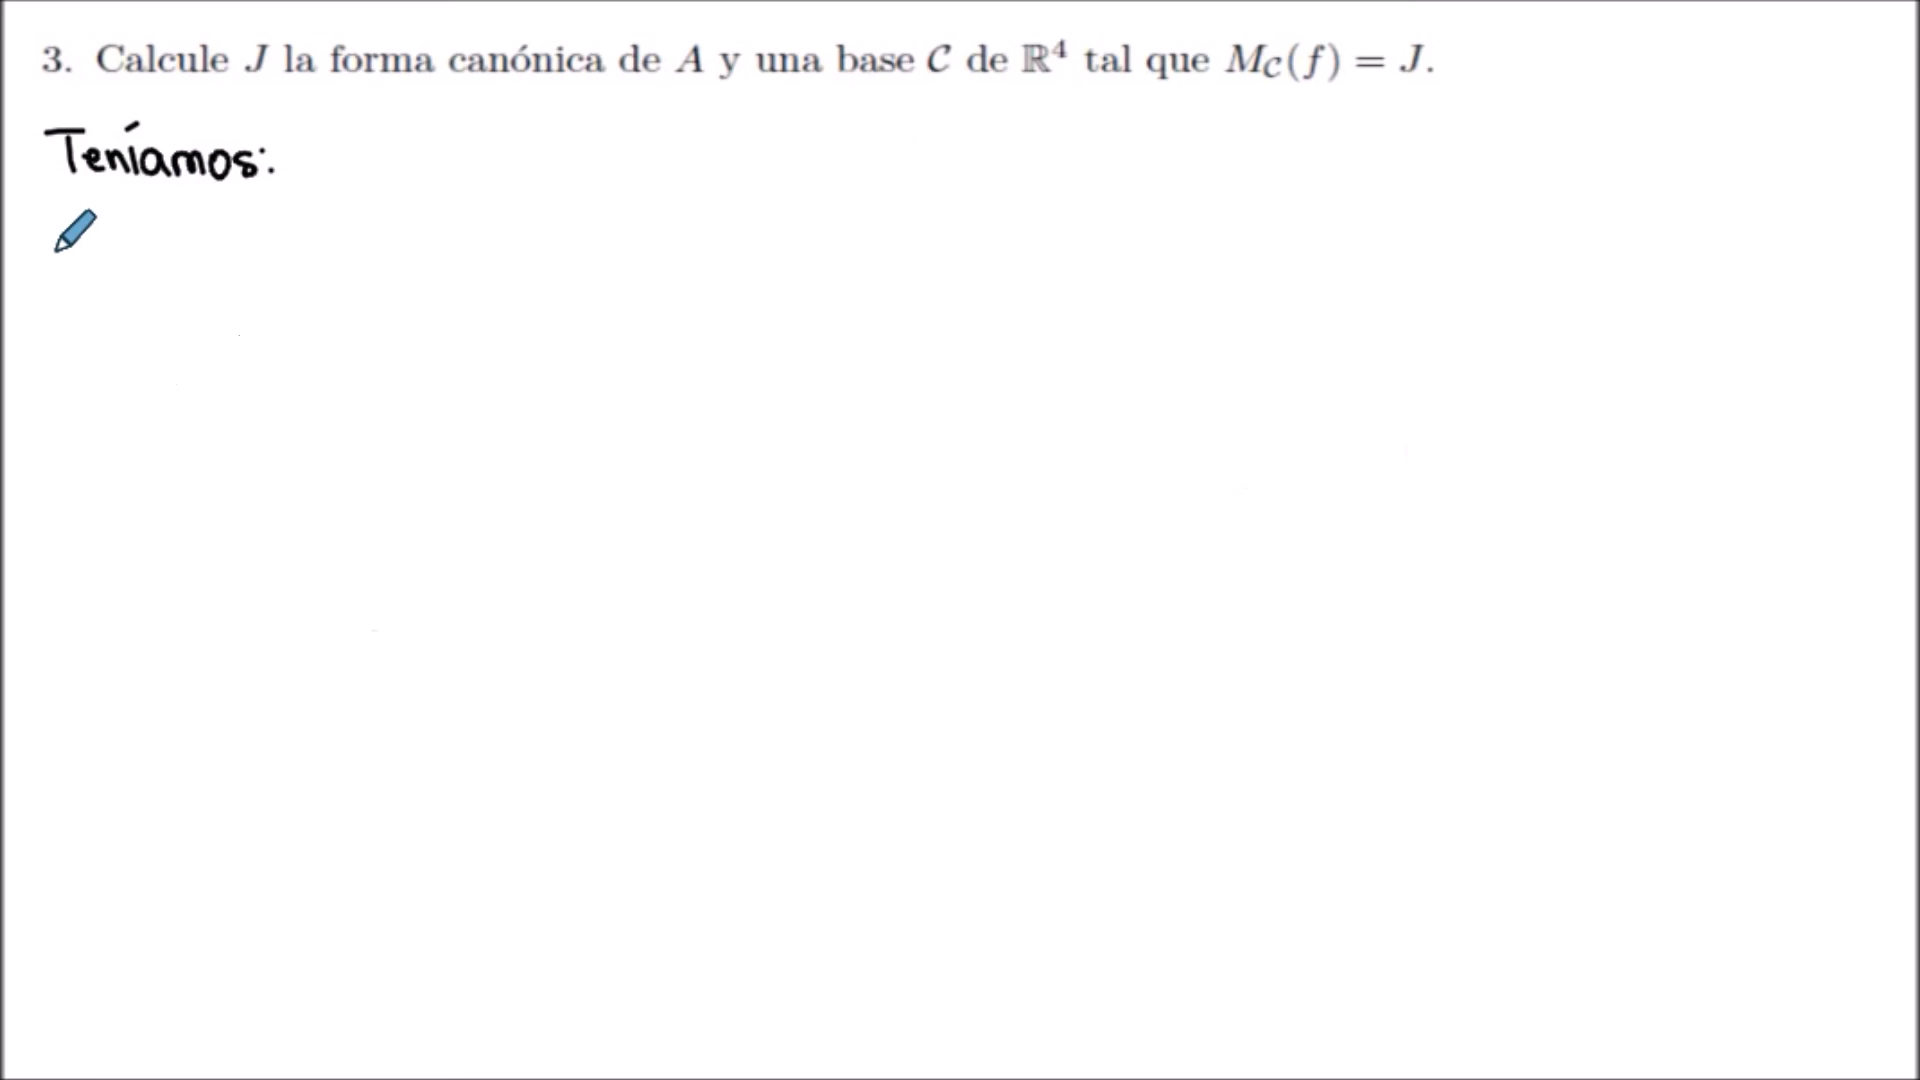 3. Calcule J la forma canónica de A y una base C de ℝ⁴ tal que M_C(f) = J.
Teníamos: